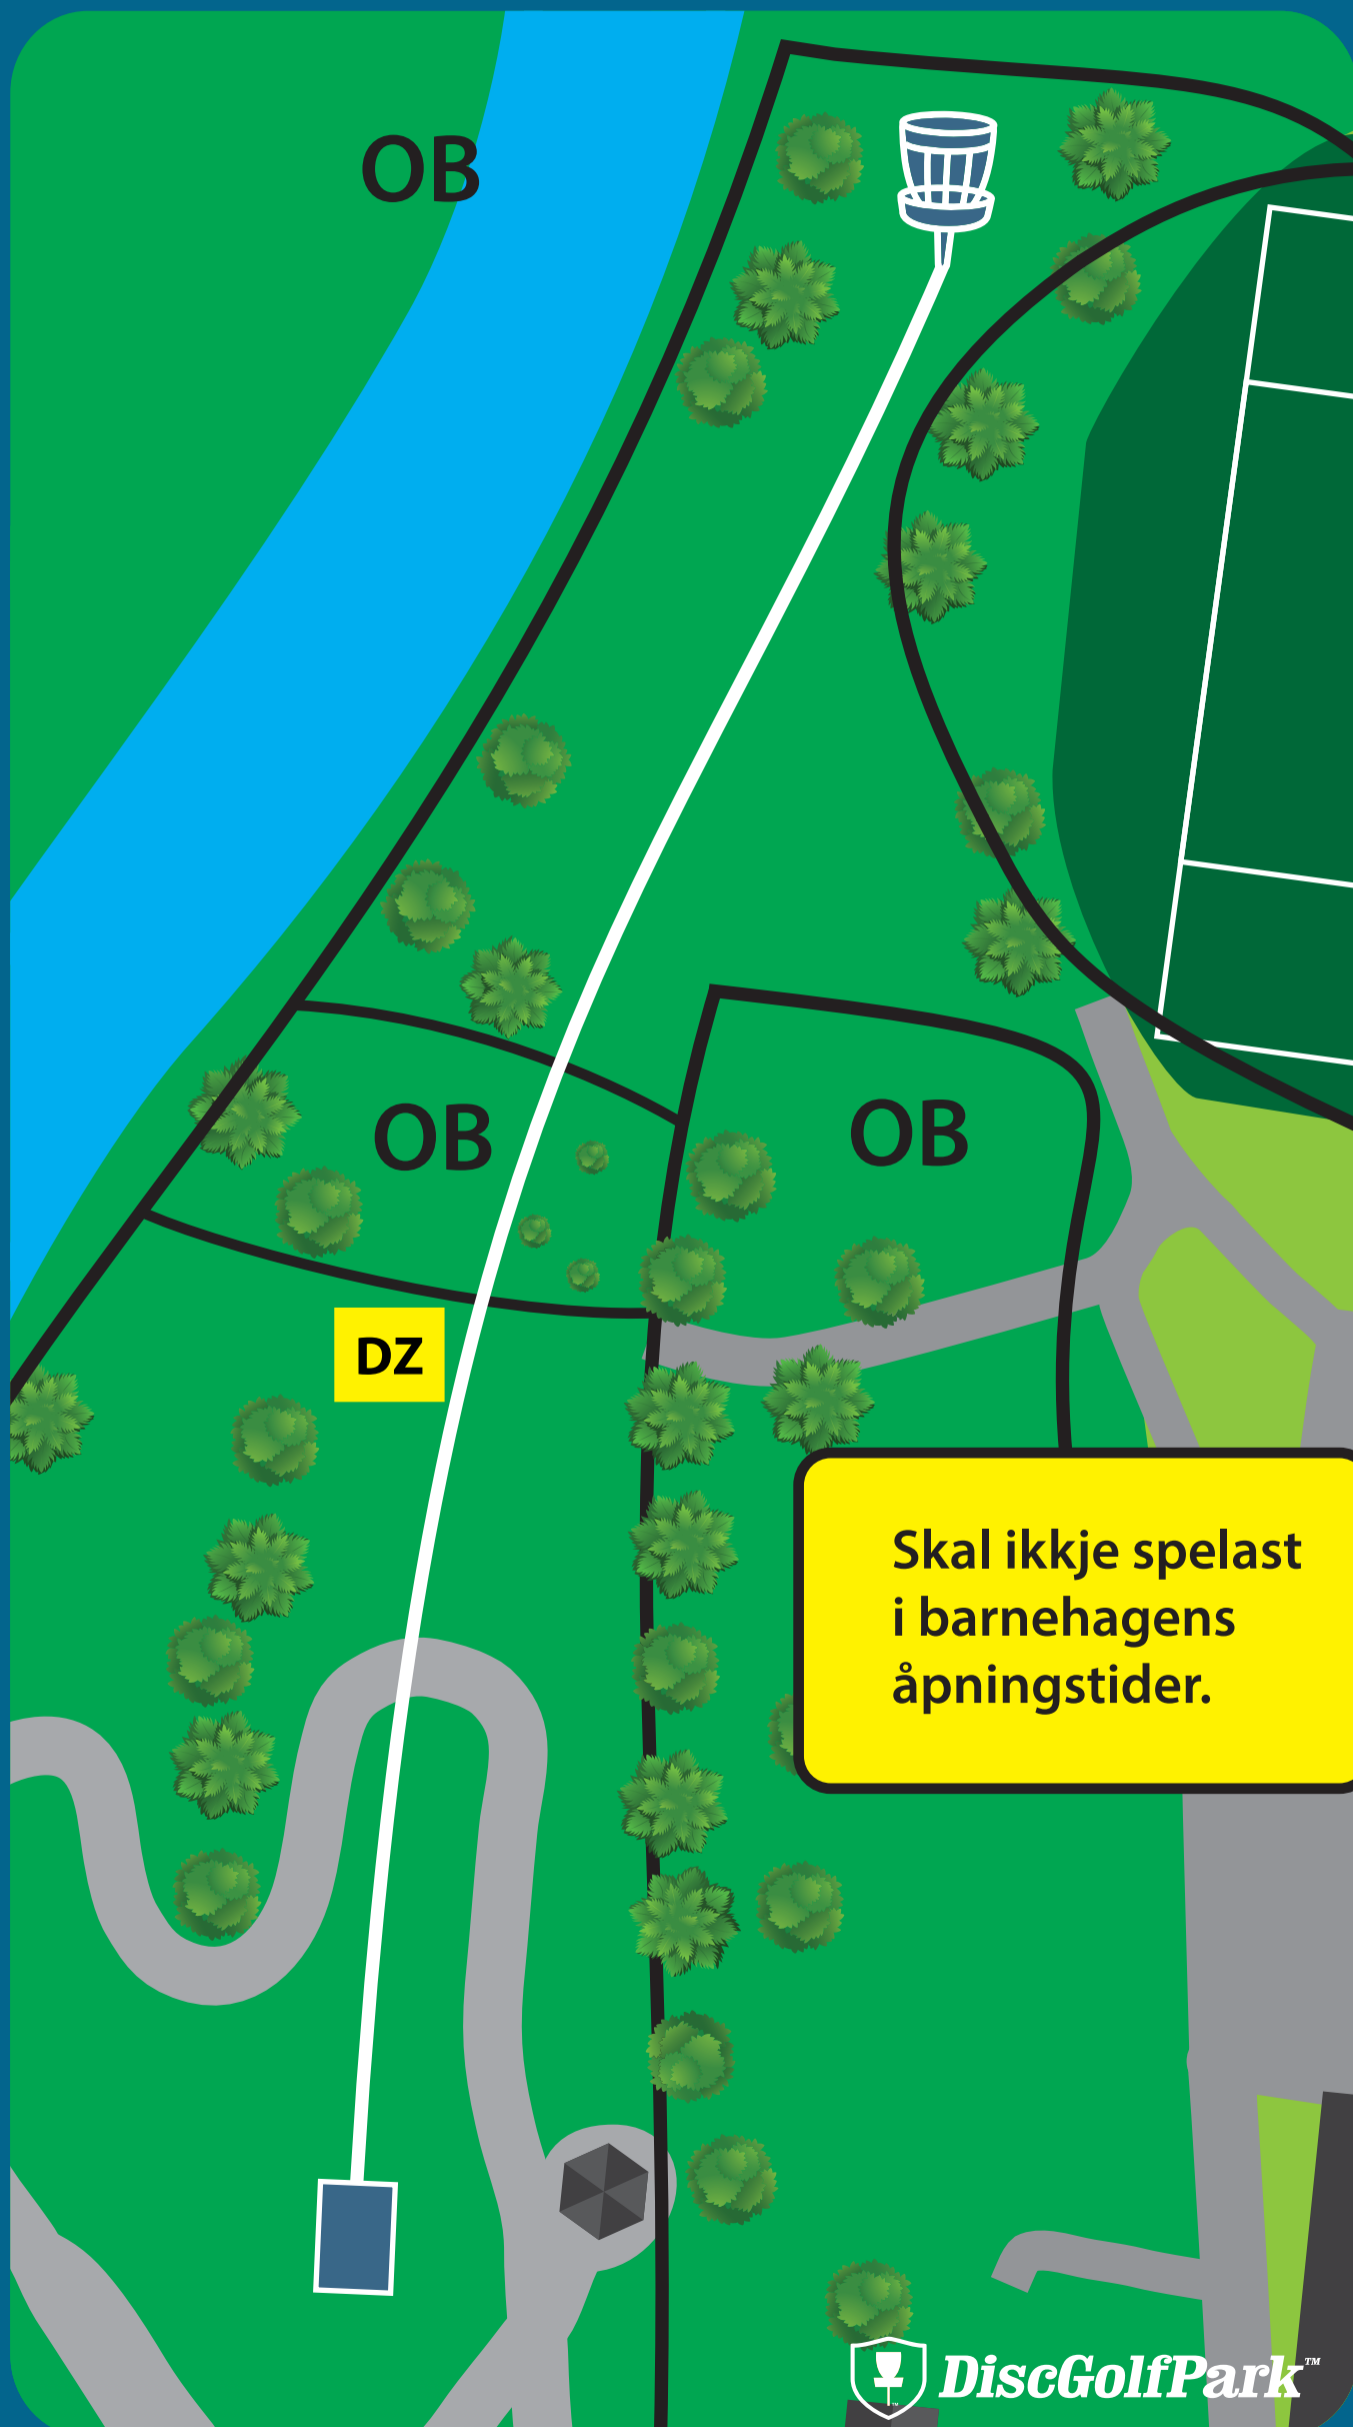 OB
OB
OB
DZ
Skal ikkje spelast
i barnehagens
åpningstider.
DiscGolfPark™